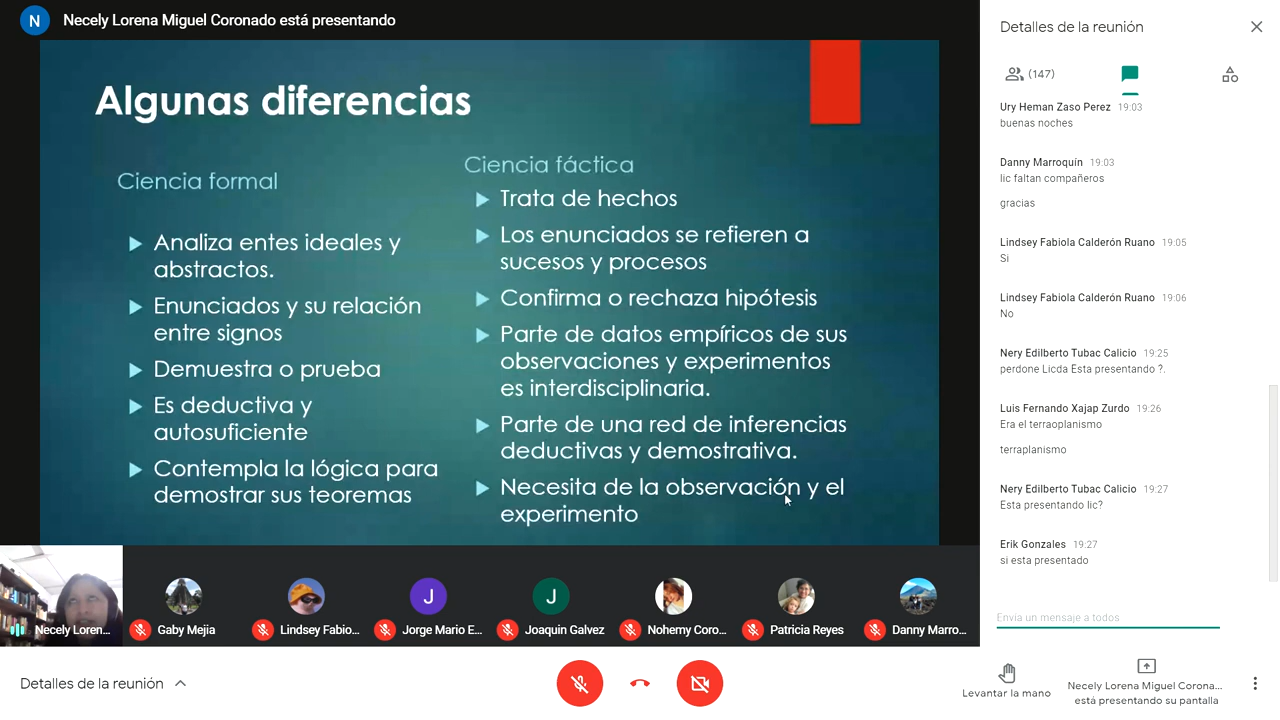 N
Necely Lorena Miguel Coronado está presentando
Algunas diferencias
Ciencia formal
Analiza entes ideales y
abstractos.
Enunciados y su relación
entre signos
Demuestra o prueba
Es deductiva y
autosuficiente
Contempla la lógica para
demostrar sus teoremas
Ciencia fáctica
Trata de hechos
Los enunciados se refieren a
sucesos y procesos
Confirma o rechaza hipótesis
Parte de datos empíricos de sus
observaciones y experimentos
es interdisciplinaria.
Parte de una red de inferencias
deductivas y demostrativa.
Necesita de la observación y el
experimento
Necely Loren...
Gaby Mejia
Lindsey Fabio...
J
Jorge Mario E...
J
Joaquin Galvez
Nohemy Coro...
Patricia Reyes
Danny Marro...
Detalles de la reunión
Detalles de la reunión
(147)
Ury Heman Zaso Perez 19:03
buenas noches
Danny Marroquín 19:03
lic faltan compañeros
gracias
Lindsey Fabiola Calderón Ruano 19:05
Si
Lindsey Fabiola Calderón Ruano 19:06
No
Nery Edilberto Tubac Calicio 19:25
perdone Licda Esta presentando ?.
Luis Fernando Xajap Zurdo 19:26
Era el terraoplanismo
terraplanismo
Nery Edilberto Tubac Calicio 19:27
Esta presentando lic?
Erik Gonzales 19:27
si esta presentado
Envía un mensaje a todos
Levantar la mano
Necely Lorena Miguel Corona...
está presentando su pantalla